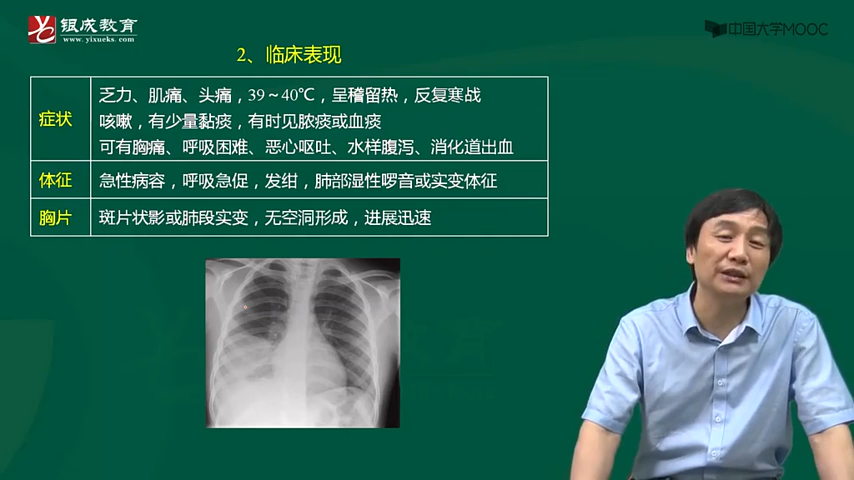 银成教育
www.yixueks.com
中国大学MOOC
2、临床表现
症状
乏力、肌痛、头痛，39～40℃，呈稽留热，反复寒战
咳嗽，有少量黏痰，有时见脓痰或血痰
可有胸痛、呼吸困难、恶心呕吐、水样腹泻、消化道出血
体征
急性病容，呼吸急促，发绀，肺部湿性啰音或实变体征
胸片
斑片状影或肺段实变，无空洞形成，进展迅速